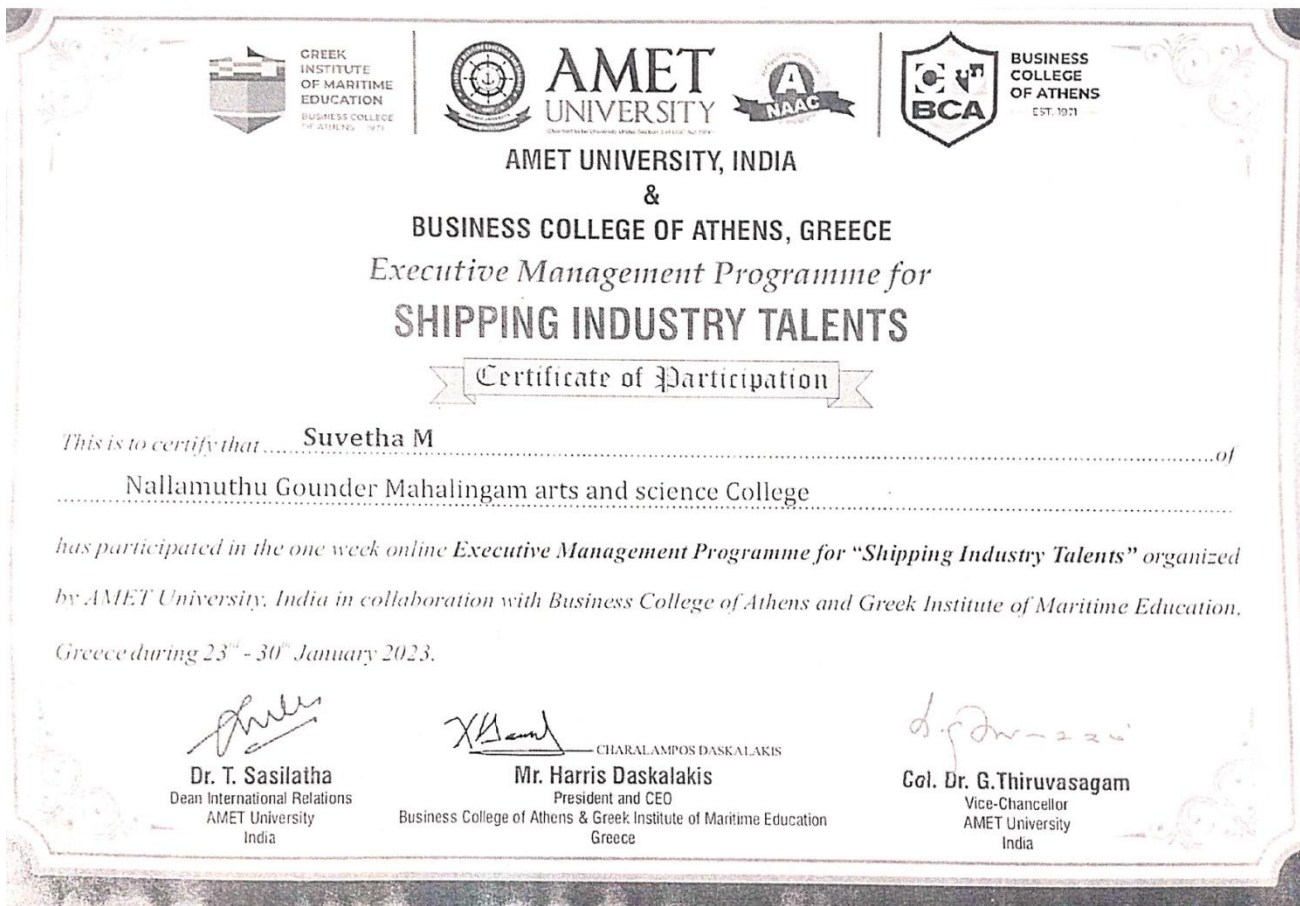 GREEK
INSTITUTE
OF MARITIME
EDUCATION
BUSINESS COLLEGE
OF ATHENS 1971
AMET
UNIVERSITY
A
NAAC
BCA
BUSINESS
COLLEGE
OF ATHENS
EST. 1971
AMET UNIVERSITY, INDIA
&
BUSINESS COLLEGE OF ATHENS, GREECE
Executive Management Programme for
SHIPPING INDUSTRY TALENTS
Certificate of Participation
This is to certify that ..... Suvetha M .....of
Nallamuthu Gounder Mahalingam arts and science College
has participated in the one week online Executive Management Programme for “Shipping Industry Talents” organized
by AMET University, India in collaboration with Business College of Athens and Greek Institute of Maritime Education,
Greece during 23rd - 30th January 2023.
CHARALAMPOS DASKALAKIS
Dr. T. Sasilatha
Dean International Relations
AMET University
India
Mr. Harris Daskalakis
President and CEO
Business College of Athens & Greek Institute of Maritime Education
Greece
Col. Dr. G.Thiruvasagam
Vice-Chancellor
AMET University
India